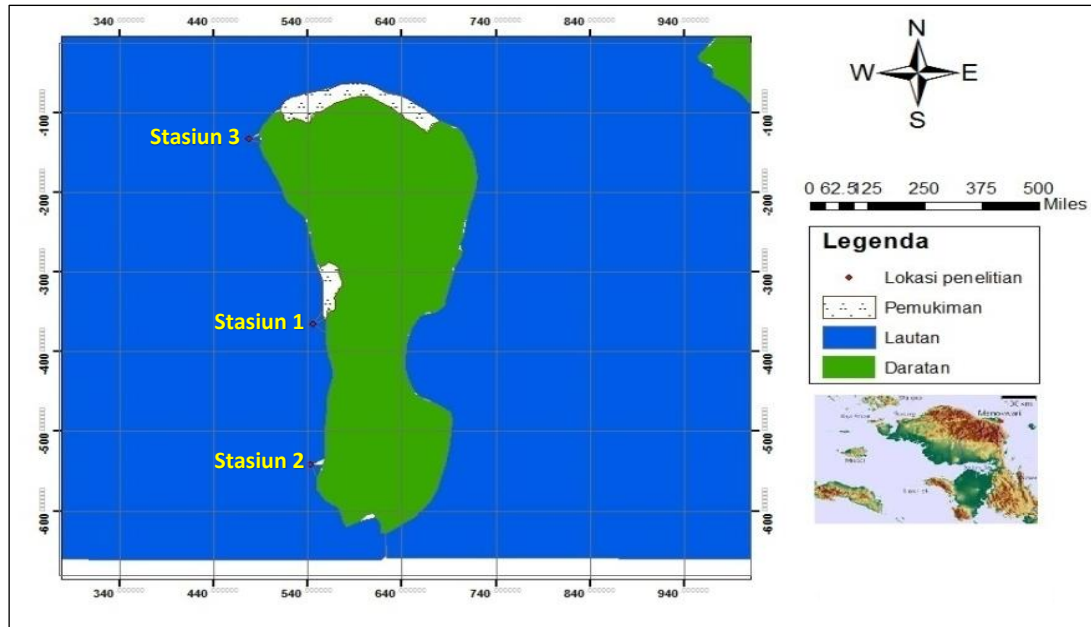 340 440 540 640 740 840 940
N
W E
S
-100
Stasiun 3
-200
-300
Stasiun 1
-400
-500
Stasiun 2
-600
340 440 540 640 740 840 940
-100
-200
-300
-400
-500
-600
0 62.5 125 250 375 500
Miles
Legenda
Lokasi penelitian
Pemukiman
Lautan
Daratan